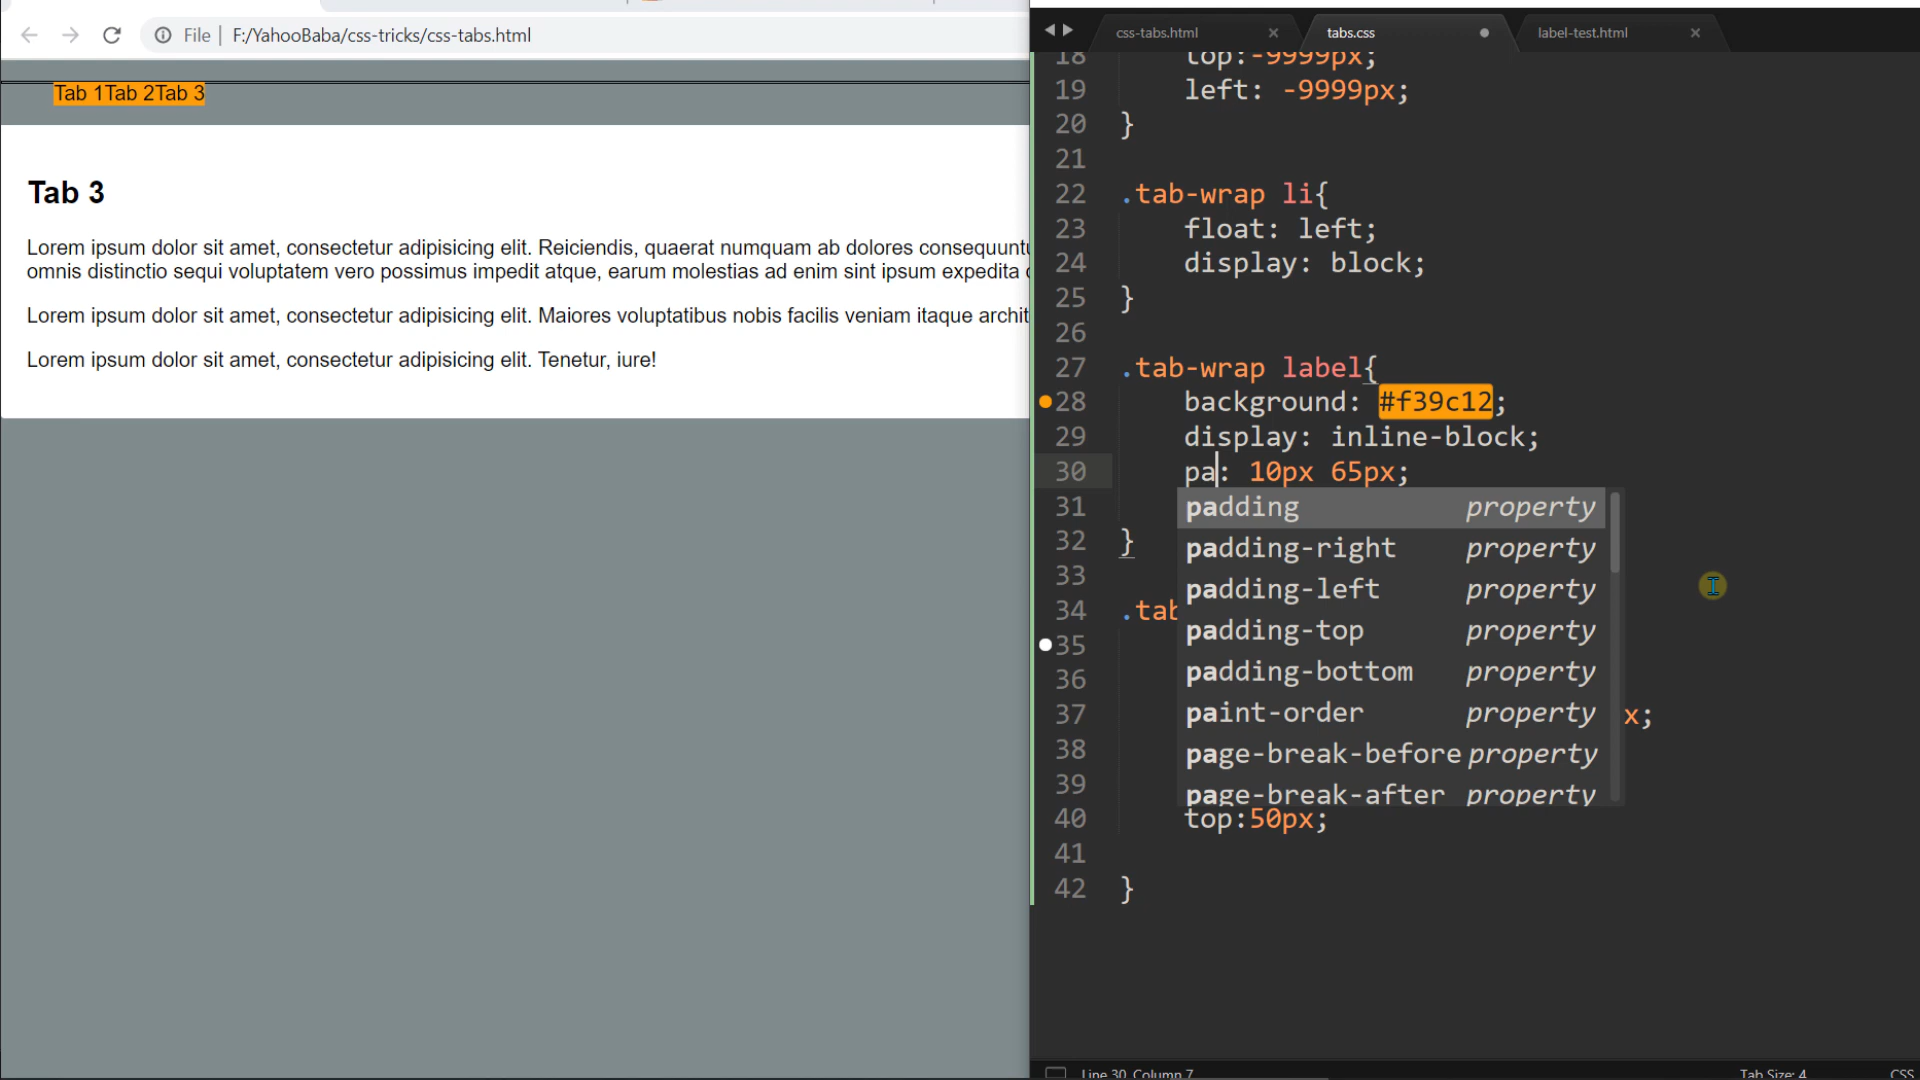 File | F:/YahooBaba/css-tricks/css-tabs.html
Tab 1Tab 2Tab 3
Tab 3
Lorem ipsum dolor sit amet, consectetur adipisicing elit. Reiciendis, quaerat numquam ab dolores consequuntu
omnis distinctio sequi voluptatem vero possimus impedit atque, earum molestias ad enim sint ipsum expedita
Lorem ipsum dolor sit amet, consectetur adipisicing elit. Maiores voluptatibus nobis facilis veniam itaque archit
Lorem ipsum dolor sit amet, consectetur adipisicing elit. Tenetur, iure!
css-tabs.html
tabs.css
label-test.html
18 top:-9999px;
19 left: -9999px;
20 }
21
22 .tab-wrap li{
23 float: left;
24 display: block;
25 }
26
27 .tab-wrap label{
28 background: #f39c12;
29 display: inline-block;
30 pa: 10px 65px;
31
32 }
33
34 .tab
35
36
37 x;
38
39
40 top:50px;
41
42 }
padding property
padding-right property
padding-left property
padding-top property
padding-bottom property
paint-order property
page-break-before property
page-break-after property
Line 30, Column 7
Tab Size: 4
CSS